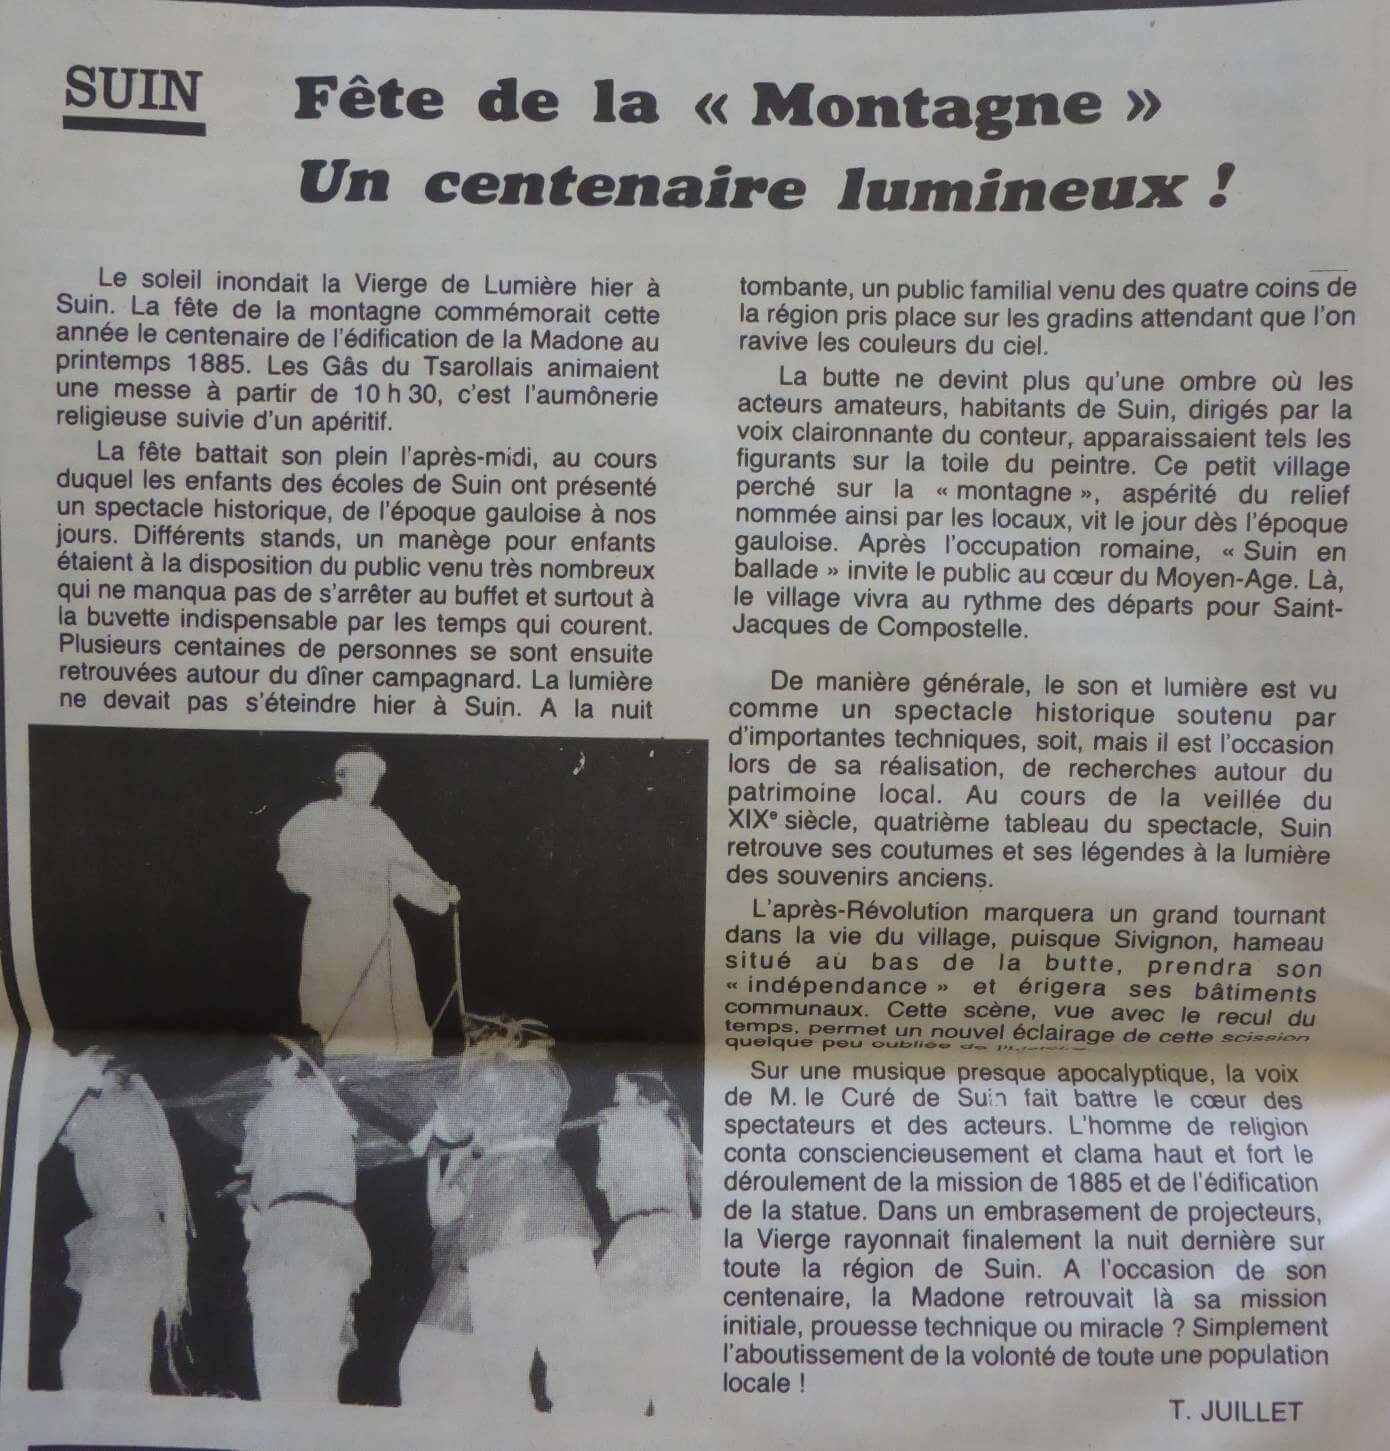 SUIN
Fête de la « Montagne »
Un centenaire lumineux !
Le soleil inondait la Vierge de Lumière hier à
Suin. La fête de la montagne commémorait cette
année le centenaire de l'édification de la Madone au
printemps 1885. Les Gâs du Tsarollais animaient
une messe à partir de 10 h 30, c'est l'aumônerie
religieuse suivie d'un apéritif.
La fête battait son plein l'après-midi, au cours
duquel les enfants des écoles de Suin ont présenté
un spectacle historique, de l'époque gauloise à nos
jours. Différents stands, un manège pour enfants
étaient à la disposition du public venu très nombreux
qui ne manqua pas de s'arrêter au buffet et surtout à
la buvette indispensable par les temps qui courent.
Plusieurs centaines de personnes se sont ensuite
retrouvées autour du dîner campagnard. La lumière
ne devait pas s'éteindre hier à Suin. A la nuit
tombante, un public familial venu des quatre coins de
la région pris place sur les gradins attendant que l'on
ravive les couleurs du ciel.
La butte ne devint plus qu'une ombre où les
acteurs amateurs, habitants de Suin, dirigés par la
voix claironnante du conteur, apparaissaient tels les
figurants sur la toile du peintre. Ce petit village
perché sur la « montagne », aspérité du relief
nommée ainsi par les locaux, vit le jour dès l'époque
gauloise. Après l'occupation romaine, « Suin en
ballade » invite le public au cœur du Moyen-Age. Là,
le village vivra au rythme des départs pour Saint-
Jacques de Compostelle.
De manière générale, le son et lumière est vu
comme un spectacle historique soutenu par
d'importantes techniques, soit, mais il est l'occasion
lors de sa réalisation, de recherches autour du
patrimoine local. Au cours de la veillée du
XIXe siècle, quatrième tableau du spectacle, Suin
retrouve ses coutumes et ses légendes à la lumière
des souvenirs anciens.
L'après-Révolution marquera un grand tournant
dans la vie du village, puisque Sivignon, hameau
situé au bas de la butte, prendra son
« indépendance » et érigera ses bâtiments
communaux. Cette scène, vue avec le recul du
temps, permet un nouvel éclairage de cette scission
quelque peu oubliée de
Sur une musique presque apocalyptique, la voix
de M. le Curé de Suin fait battre le cœur des
spectateurs et des acteurs. L'homme de religion
conta consciencieusement et clama haut et fort le
déroulement de la mission de 1885 et de l'édification
de la statue. Dans un embrasement de projecteurs,
la Vierge rayonnait finalement la nuit dernière sur
toute la région de Suin. A l'occasion de son
centenaire, la Madone retrouvait là sa mission
initiale, prouesse technique ou miracle ? Simplement
l'aboutissement de la volonté de toute une population
locale !
T. JUILLET